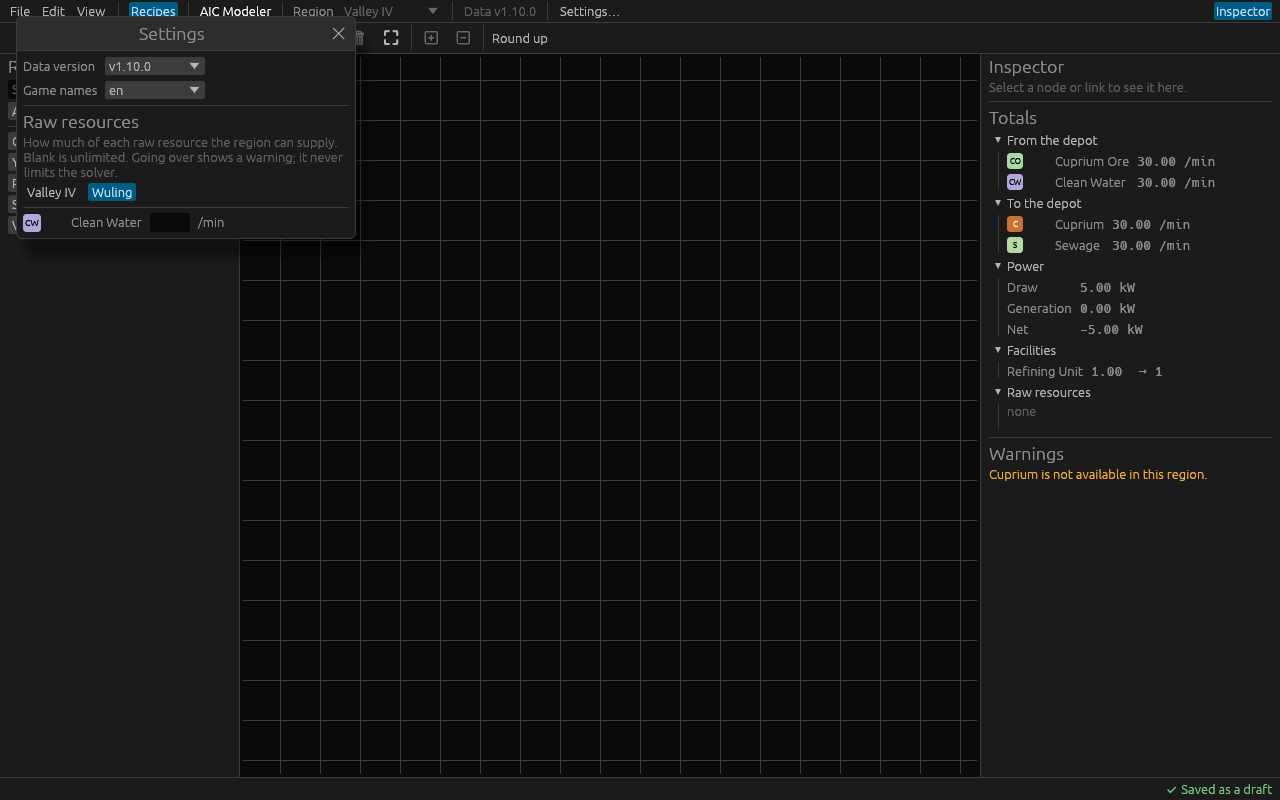 File Edit View Recipes AIC Modeler Region Valley IV Data v1.10.0 Settings… Inspector
Settings
Round up
Data version v1.10.0
Game names en
Raw resources
How much of each raw resource the region can supply.
Blank is unlimited. Going over shows a warning; it never
limits the solver.
Valley IV Wuling
CW Clean Water /min
Inspector
Select a node or link to see it here.
Totals
From the depot
CO Cuprium Ore 30.00 /min
CW Clean Water 30.00 /min
To the depot
C Cuprium 30.00 /min
S Sewage 30.00 /min
Power
Draw 5.00 kW
Generation 0.00 kW
Net −5.00 kW
Facilities
Refining Unit 1.00 → 1
Raw resources
none
Warnings
Cuprium is not available in this region.
✓ Saved as a draft